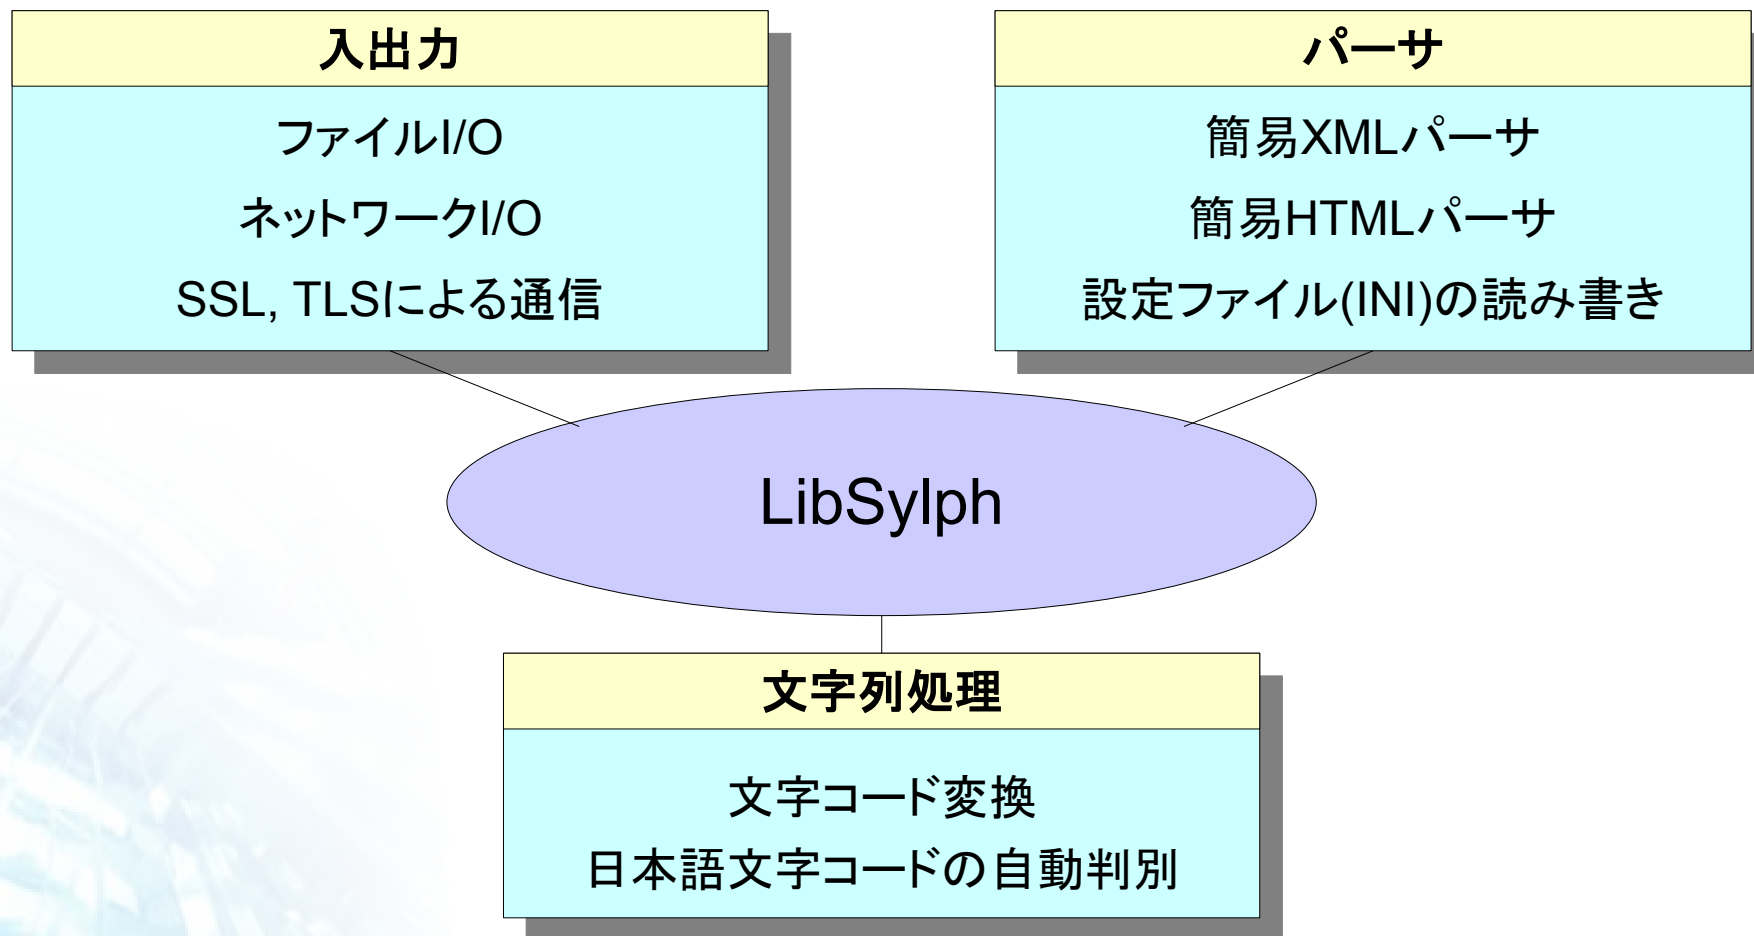 入出力
ファイルI/O
ネットワークI/O
SSL, TLSによる通信
パーサ
簡易XMLパーサ
簡易HTMLパーサ
設定ファイル(INI)の読み書き
LibSylph
文字列処理
文字コード変換
日本語文字コードの自動判別